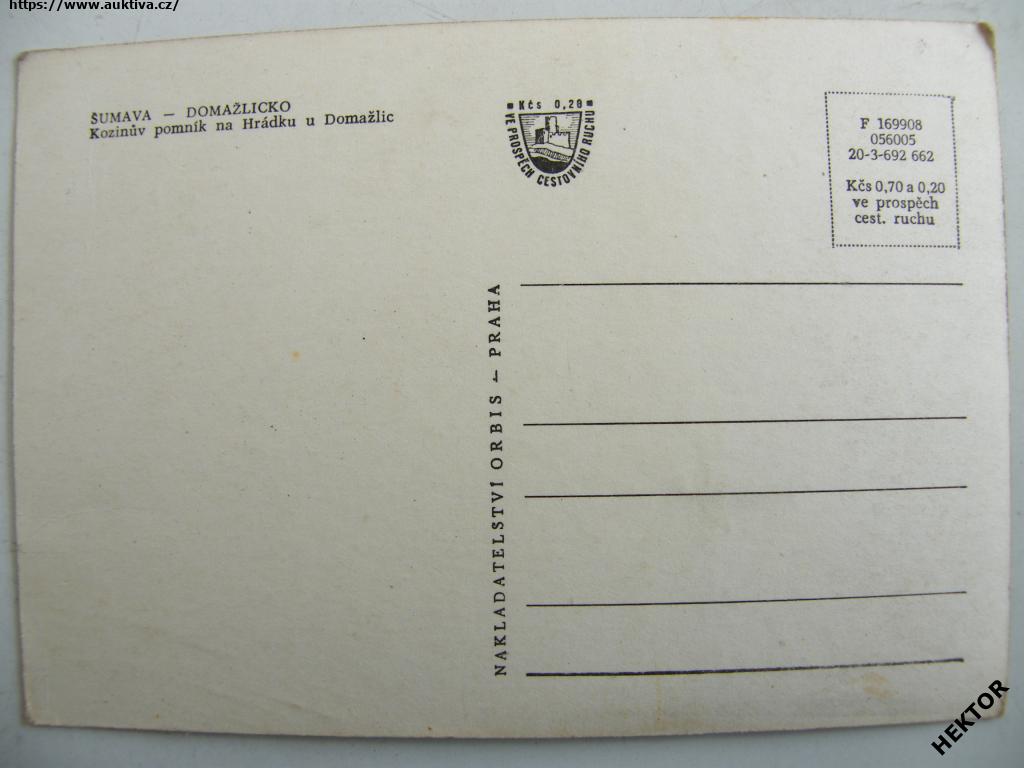 https://www.auktiva.cz/
ŠUMAVA — DOMAŽLICKO
Kozinův pomník na Hrádku u Domažlic
Kčs 0,20
VE PROSPĚCH CESTOVNÍHO RUCHU
F 169908
056005
20-3-692 662
Kčs 0,70 a 0,20
ve prospěch
cest. ruchu
NAKLADATELSTVÍ ORBIS — PRAHA
HEKTOR